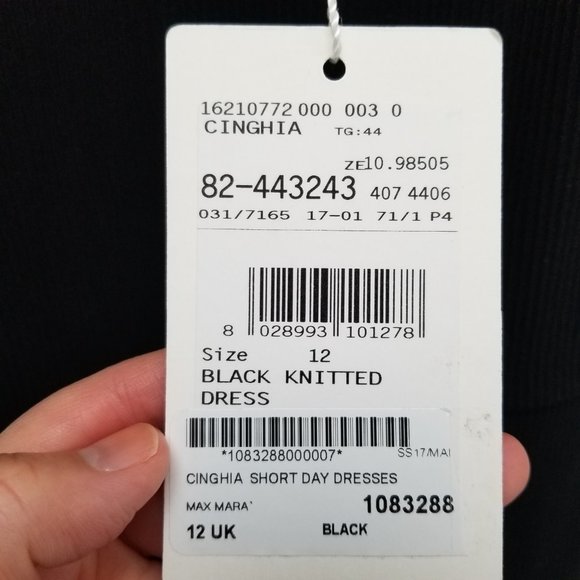 16210772 000 003 0
CINGHIA TG:44
ZE10.98505
82-443243 407 4406
031/7165 17-01 71/1 P4
8 028993 101278
Size 12
BLACK KNITTED
DRESS
*1083288000007* SS17/MAI
CINGHIA SHORT DAY DRESSES
MAX MARA` 1083288
12 UK BLACK